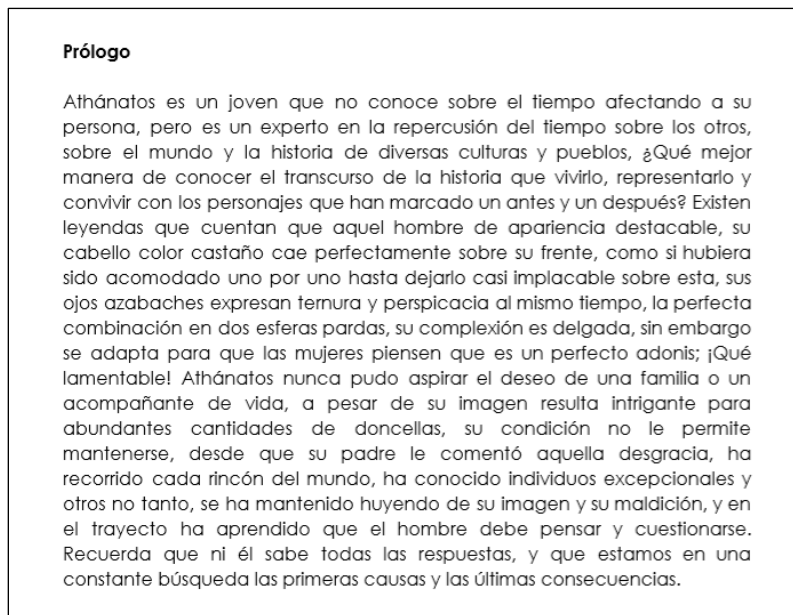 Prólogo
Athánatos es un joven que no conoce sobre el tiempo afectando a su
persona, pero es un experto en la repercusión del tiempo sobre los otros,
sobre el mundo y la historia de diversas culturas y pueblos, ¿Qué mejor
manera de conocer el transcurso de la historia que vivirlo, representarlo y
convivir con los personajes que han marcado un antes y un después? Existen
leyendas que cuentan que aquel hombre de apariencia destacable, su
cabello color castaño cae perfectamente sobre su frente, como si hubiera
sido acomodado uno por uno hasta dejarlo casi implacable sobre esta, sus
ojos azabaches expresan ternura y perspicacia al mismo tiempo, la perfecta
combinación en dos esferas pardas, su complexión es delgada, sin embargo
se adapta para que las mujeres piensen que es un perfecto adonis; ¡Qué
lamentable! Athánatos nunca pudo aspirar el deseo de una familia o un
acompañante de vida, a pesar de su imagen resulta intrigante para
abundantes cantidades de doncellas, su condición no le permite
mantenerse, desde que su padre le comentó aquella desgracia, ha
recorrido cada rincón del mundo, ha conocido individuos excepcionales y
otros no tanto, se ha mantenido huyendo de su imagen y su maldición, y en
el trayecto ha aprendido que el hombre debe pensar y cuestionarse.
Recuerda que ni él sabe todas las respuestas, y que estamos en una
constante búsqueda las primeras causas y las últimas consecuencias.